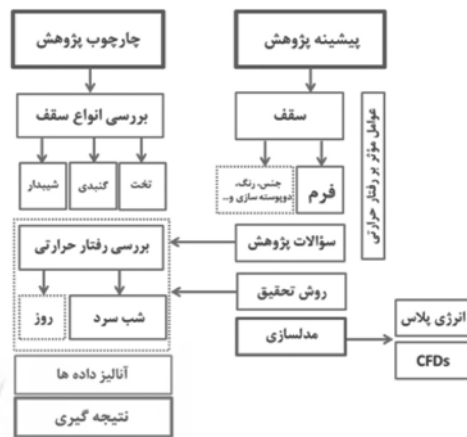 پیشینه پژوهش
چارچوب پژوهش
سقف
بررسی انواع سقف
فرم
جنس، رنگ،
دوپوسته سازی و...
تخت
گنبدی
شیبدار
عوامل مؤثر بر رفتار حرارتی
سؤالات پژوهش
بررسی رفتار حرارتی
روش تحقیق
شب سرد
روز
مدلسازی
انرژی پلاس
CFDs
آنالیز داده ها
نتیجه گیری